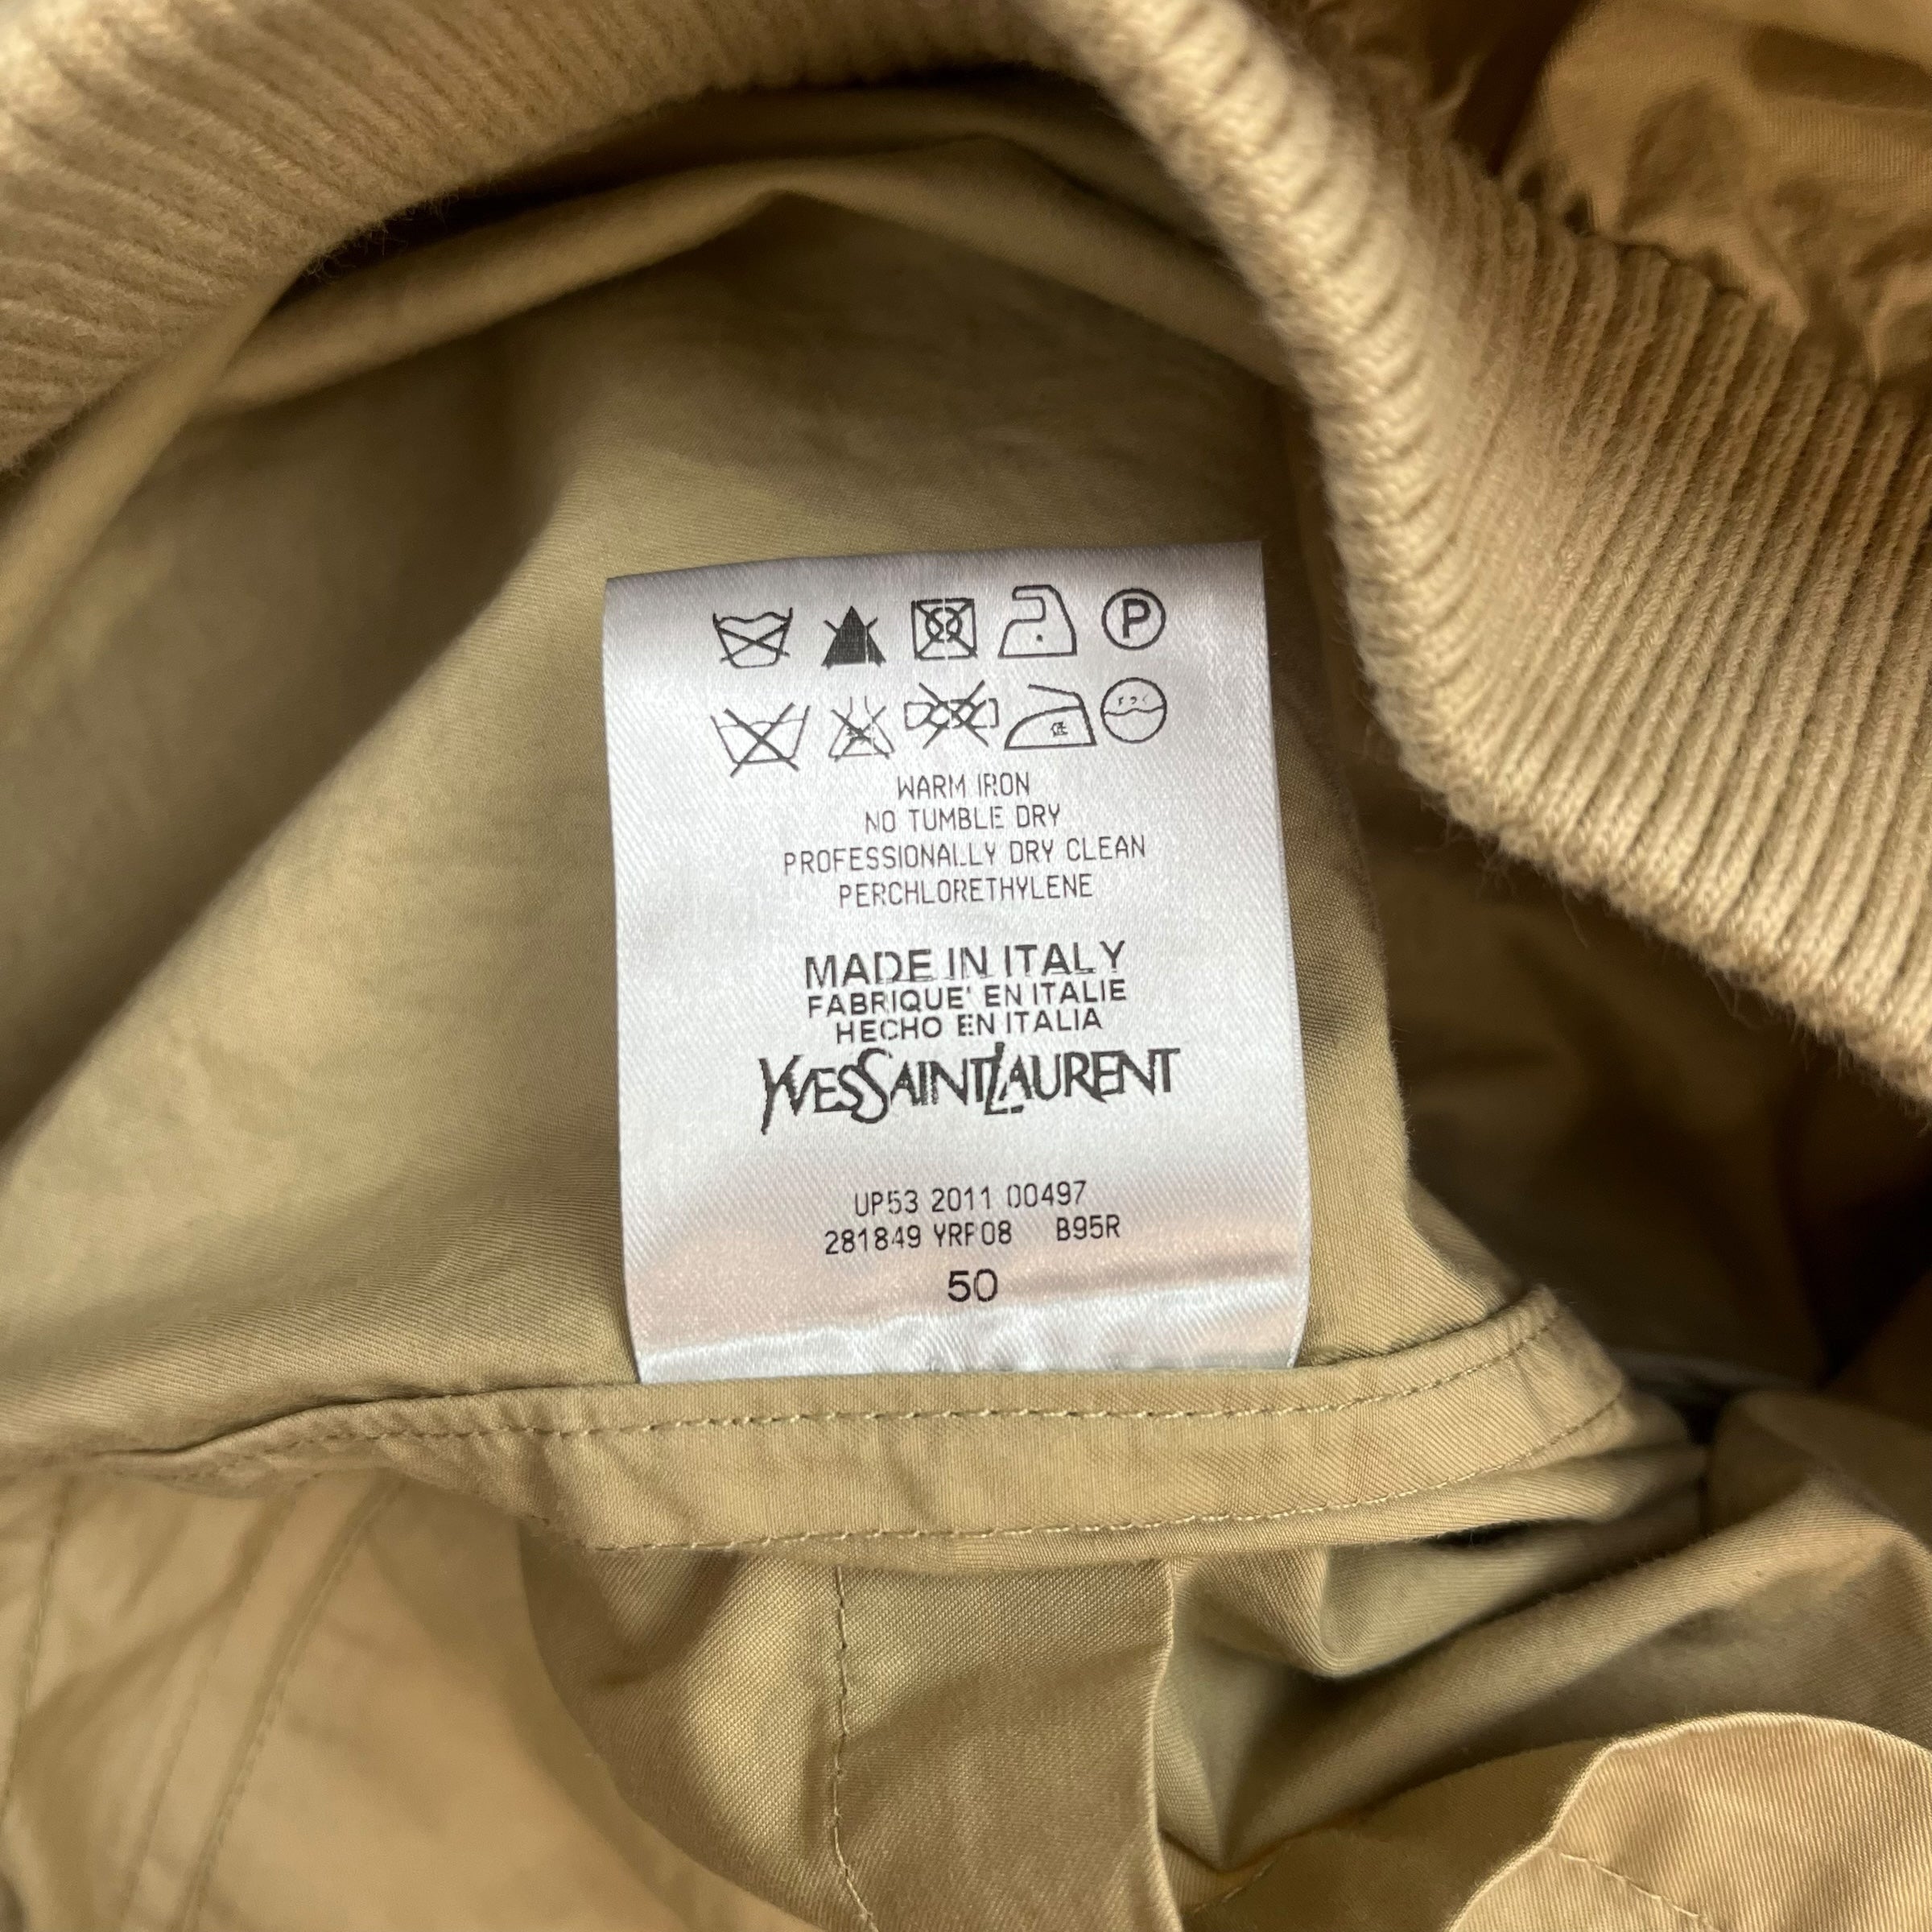 P
低
WARM IRON
NO TUMBLE DRY
PROFESSIONALLY DRY CLEAN
PERCHLORETHYLENE
MADE IN ITALY
FABRIQUE' EN ITALIE
HECHO EN ITALIA
YVESSAINTLAURENT
UP53 2011 00497
281849 YRF08 B95R
50